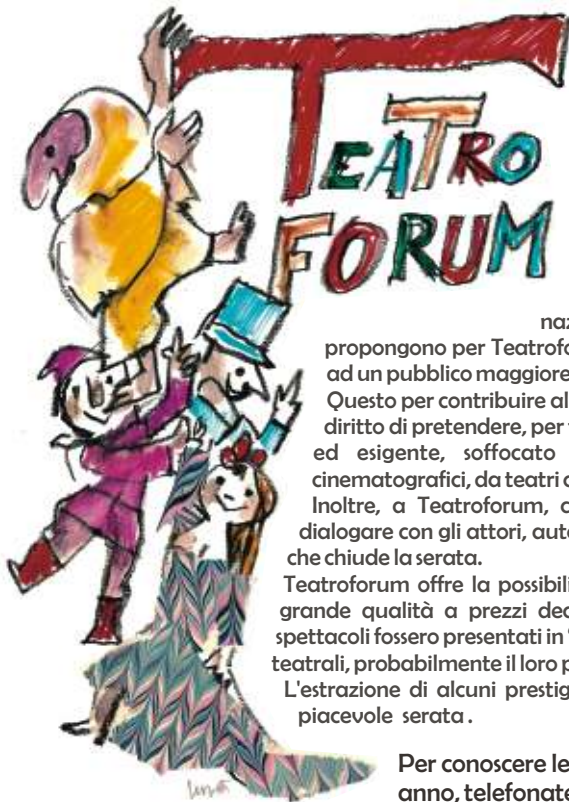 TEATRO
FORUM
naz
propongono per Teatrofo
ad un pubblico maggiore
Questo per contribuire al
diritto di pretendere, per
ed esigente, soffocato
cinematografici, da teatri
Inoltre, a Teatroforum,
dialogare con gli attori, aut
che chiude la serata.
Teatroforum offre la possibili
grande qualità a prezzi dec
spettacoli fossero presentati in
teatrali, probabilmente il loro p
L'estrazione di alcuni prestig
piacevole serata .
Per conoscere le
anno, telefonate